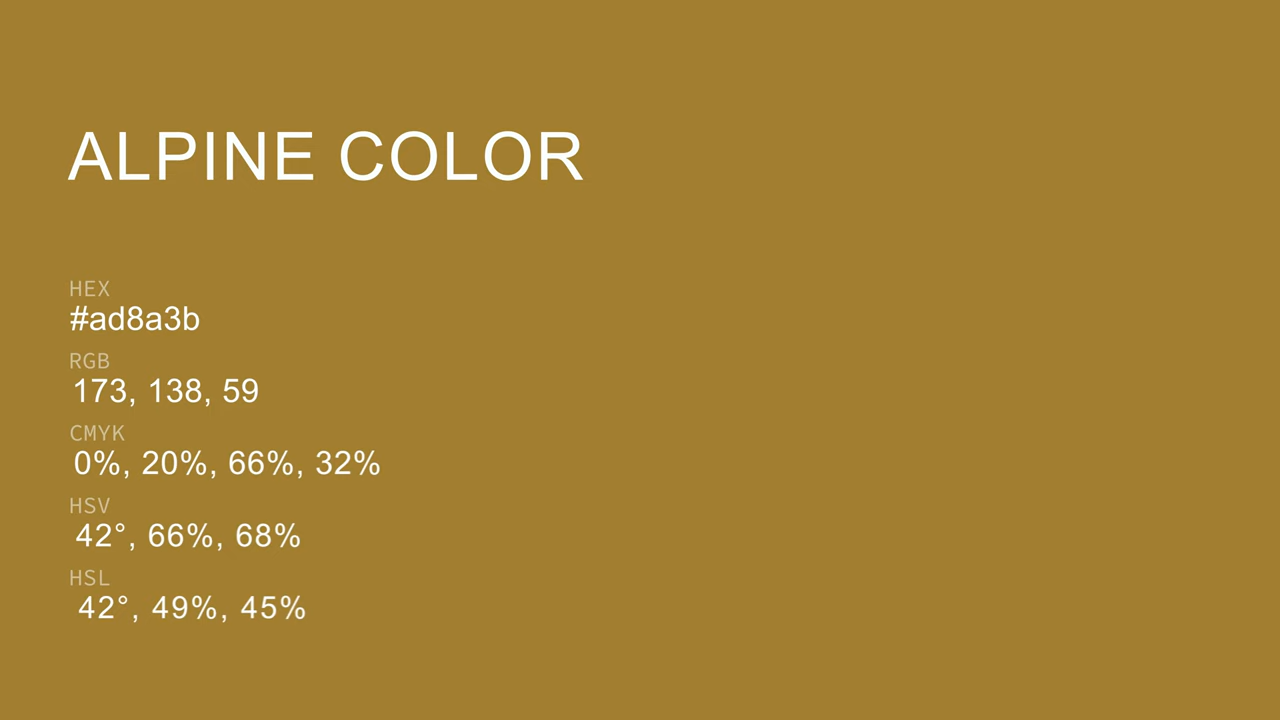 ALPINE COLOR
HEX
#ad8a3b
RGB
173, 138, 59
CMYK
0%, 20%, 66%, 32%
HSV
42°, 66%, 68%
HSL
42°, 49%, 45%